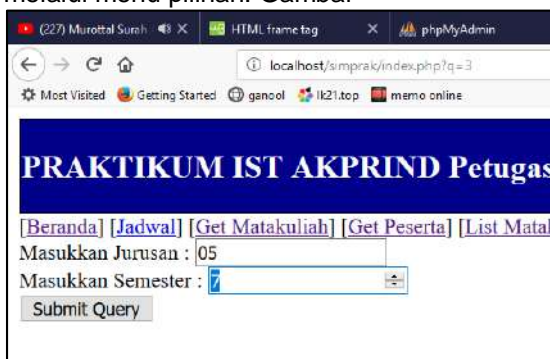 melalui menu pilihan. Gambar
(227) Murottal Surah
HTML frame tag
phpMyAdmin
localhost/simprak/index.php?q=3
Most Visited Getting Started ganool lk21.top memo online
PRAKTIKUM IST AKPRIND Petugas
[Beranda] [Jadwal] [Get Matakuliah] [Get Peserta] [List Matal
Masukkan Jurusan : 05
Masukkan Semester : 7
Submit Query